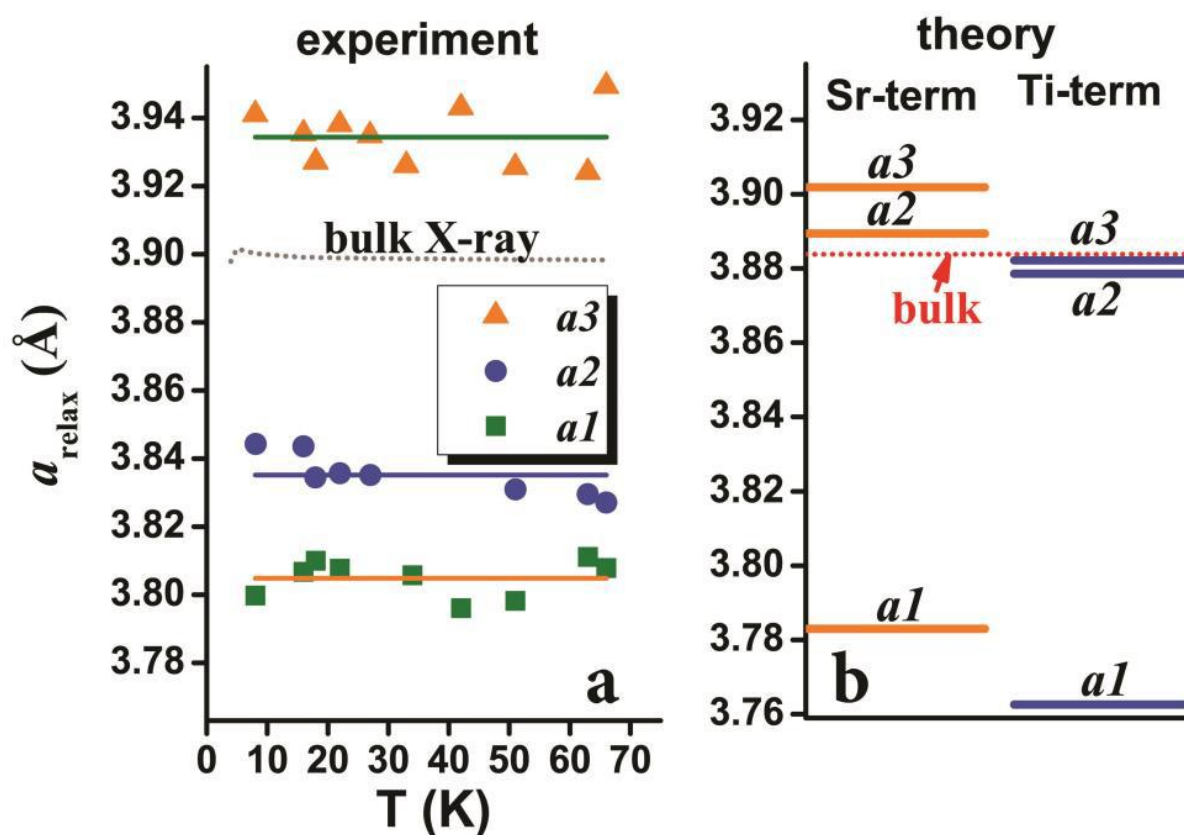 experiment
3.94
3.92
3.90
3.88
3.86
3.84
3.82
3.80
3.78
a relax (Å)
bulk X-ray
a3
a2
a1
a
0 10 20 30 40 50 60 70
T (K)
theory
Sr-term Ti-term
3.92
3.90
3.88
3.86
3.84
3.82
3.80
3.78
3.76
a3
a2
a3
a2
bulk
a1
a1
b